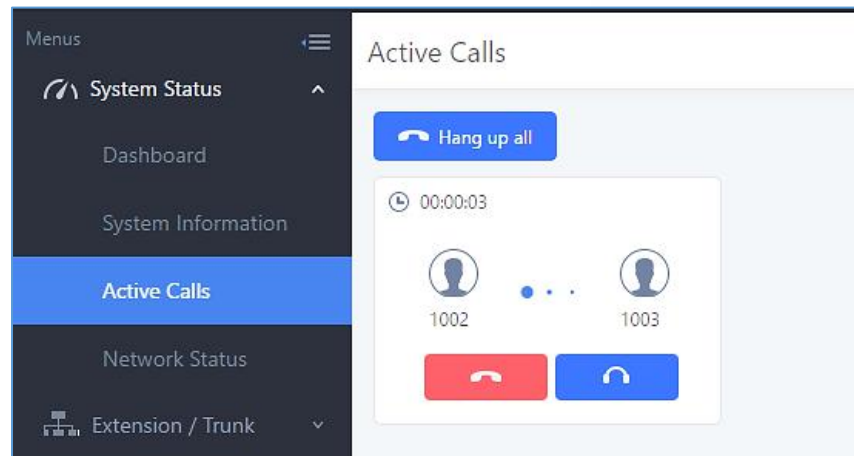 Menus
System Status
Dashboard
System Information
Active Calls
Network Status
Extension / Trunk
Active Calls
Hang up all
00:00:03
1002
1003